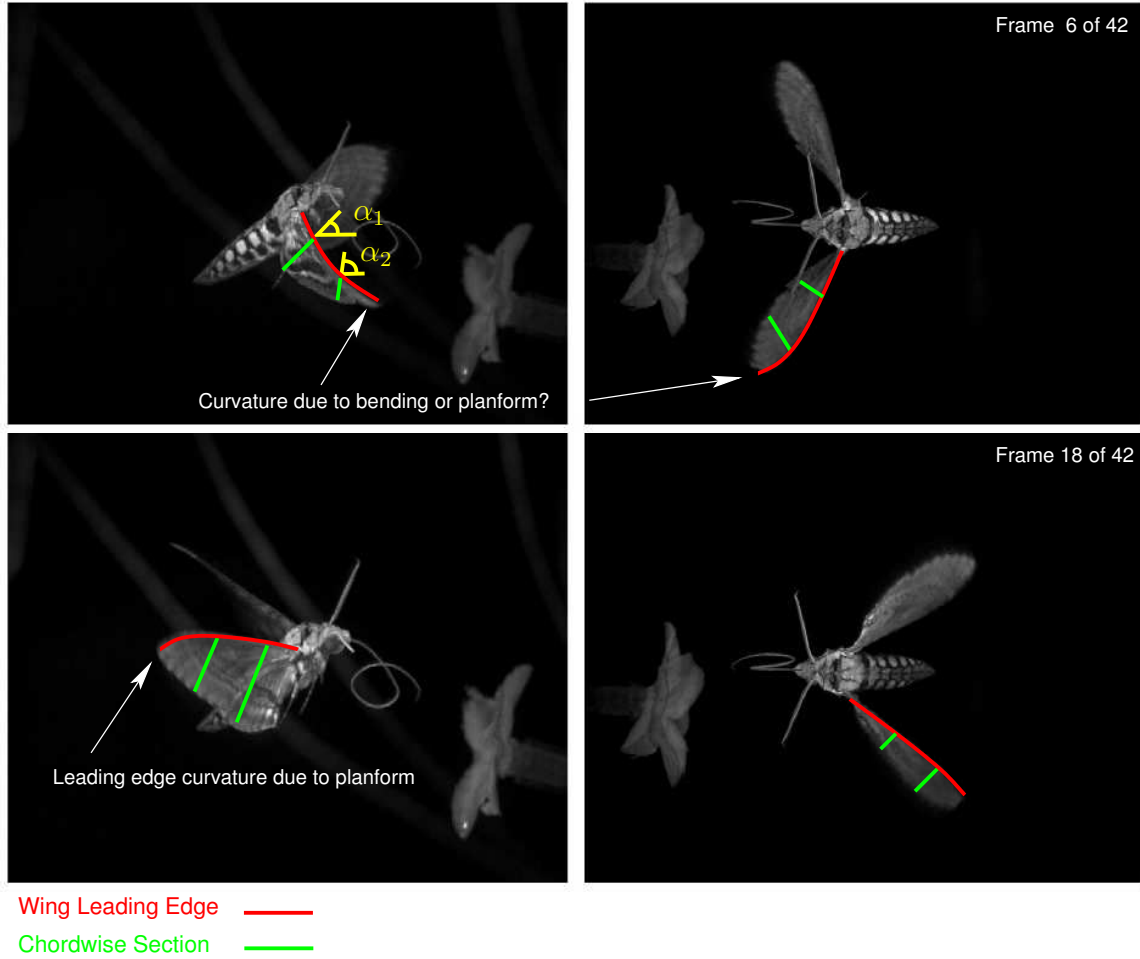 Frame 6 of 42
α₁
α₂
Curvature due to bending or planform?
Frame 18 of 42
Leading edge curvature due to planform
Wing Leading Edge
Chordwise Section